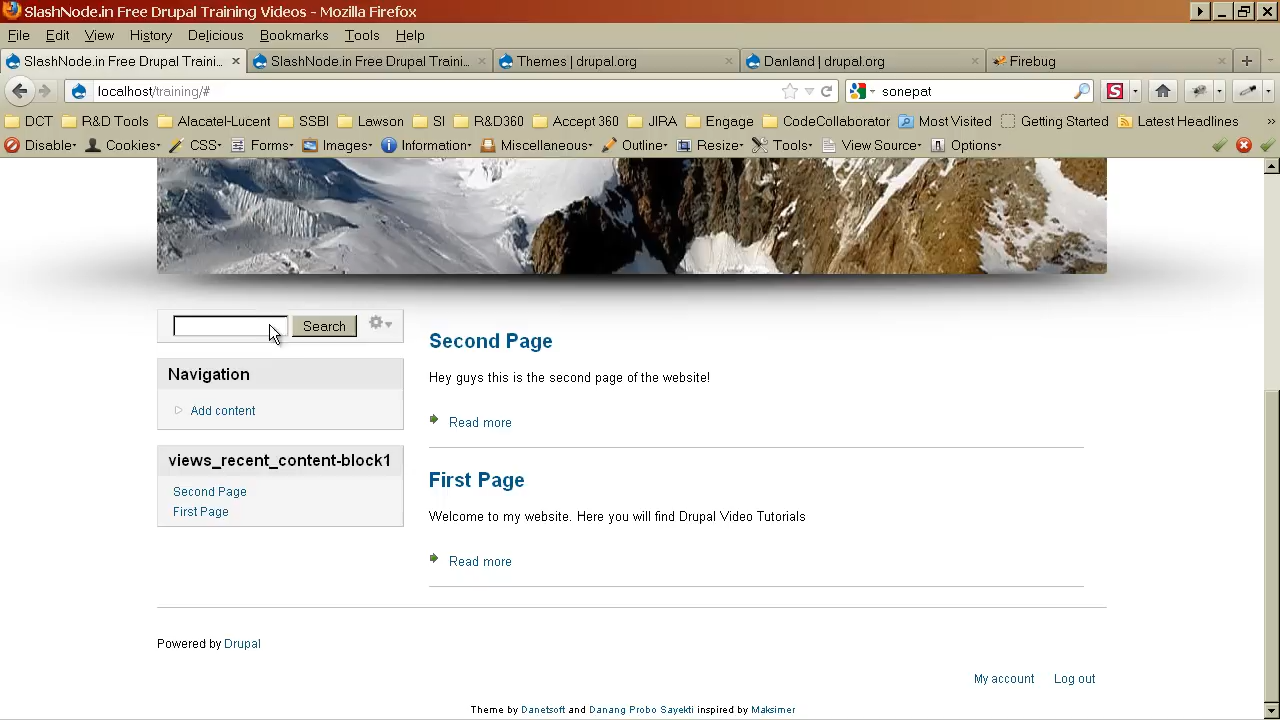 SlashNode.in Free Drupal Training Videos - Mozilla Firefox
File Edit View History Delicious Bookmarks Tools Help
SlashNode.in Free Drupal Traini... SlashNode.in Free Drupal Traini... Themes | drupal.org Danland | drupal.org Firebug
localhost/training/# sonepat
DCT R&D Tools Alacatel-Lucent SSBI Lawson SI R&D360 Accept 360 JIRA Engage CodeCollaborator Most Visited Getting Started Latest Headlines »
Disable Cookies CSS Forms Images Information Miscellaneous Outline Resize Tools View Source Options
Search
Second Page
Navigation
Hey guys this is the second page of the website!
Add content
Read more
views_recent_content-block1
First Page
Second Page
First Page
Welcome to my website. Here you will find Drupal Video Tutorials
Read more
Powered by Drupal
My account Log out
Theme by Danetsoft and Danang Probo Sayekti inspired by Maksimer